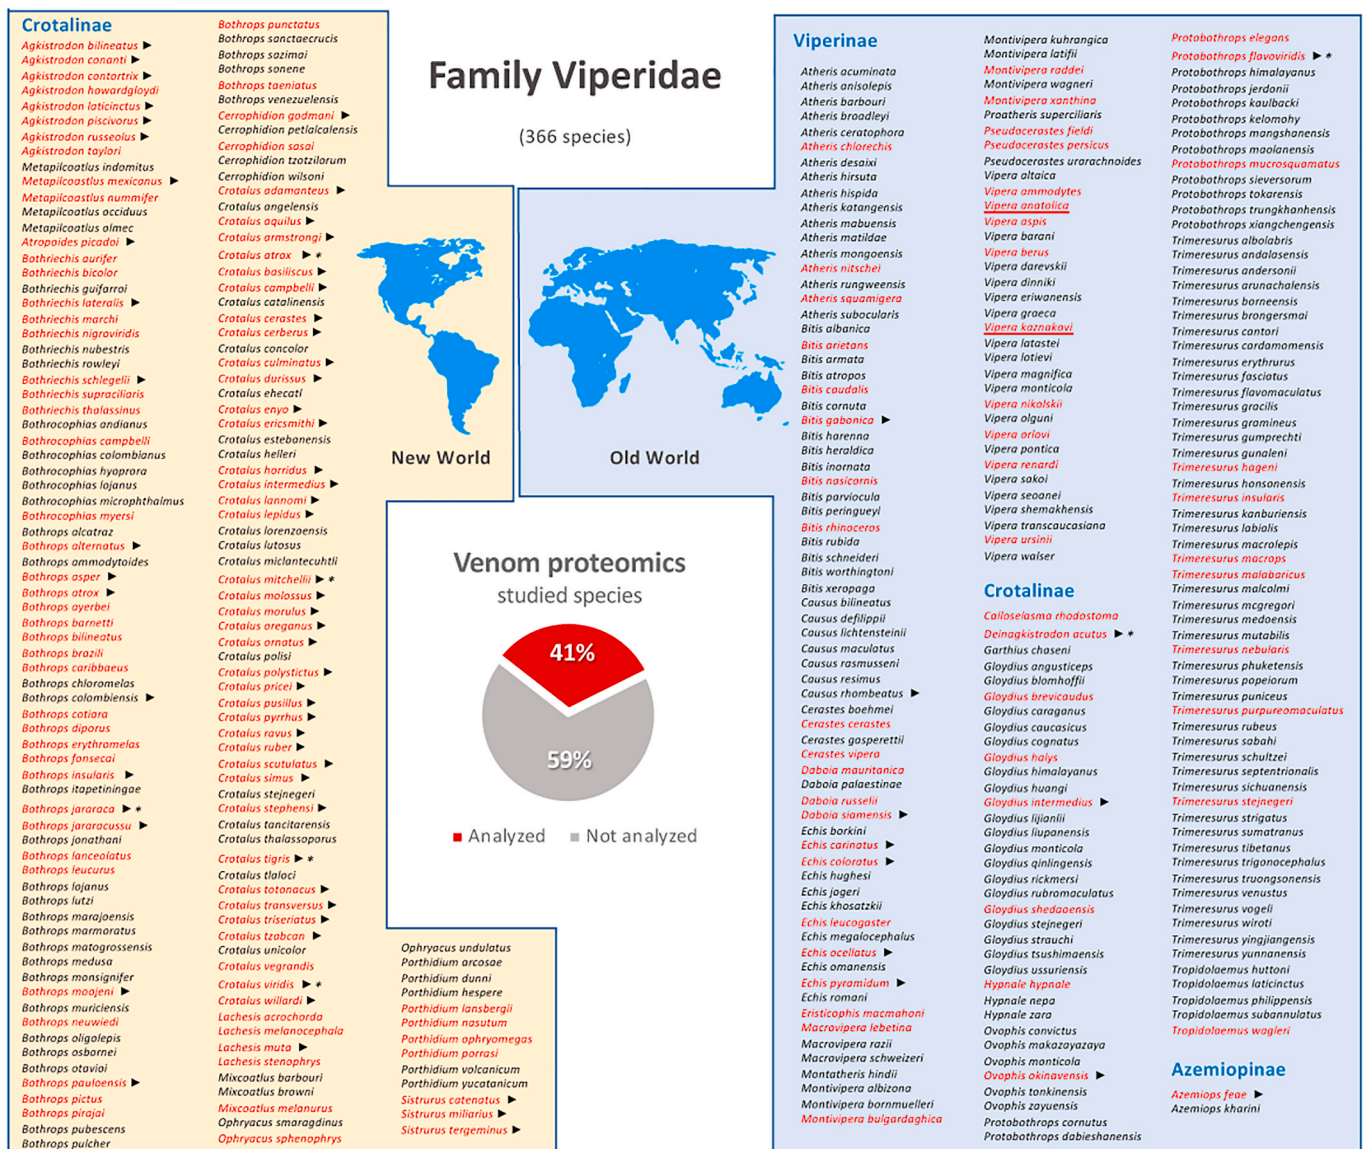 Crotalinae
Agkistrodon bilineatus ►
Agkistrodon conanti ►
Agkistrodon contortrix ►
Agkistrodon howardgloydi
Agkistrodon laticinctus ►
Agkistrodon piscivorus ►
Agkistrodon russeolus ►
Agkistrodon taylori
Metapilcoatlus indomitus
Metapilcoastlus mexicanus ►
Metapilcoastlus nummifer
Metapilcoatlus occiduus
Metapilcoatlus olmec
Atropoides picadoi ►
Bothriechis aurifer
Bothriechis bicolor
Bothriechis guifarroi
Bothriechis lateralis ►
Bothriechis marchi
Bothriechis nigroviridis
Bothriechis nubestris
Bothriechis rowleyi
Bothriechis schlegelii ►
Bothriechis supraciliaris
Bothriechis thalassinus
Bothrocophias andianus
Bothrocophias campbelli
Bothrocophias colombianus
Bothrocophias hyoprora
Bothrocophias lojanus
Bothrocophias microphthalmus
Bothrocophias myersi
Bothrops alcatraz
Bothrops alternatus ►
Bothrops ammodytoides
Bothrops asper ►
Bothrops atrox ►
Bothrops ayerbei
Bothrops barnetti
Bothrops bilineatus
Bothrops brazili
Bothrops caribbaeus
Bothrops chloromelas
Bothrops colombiensis ►
Bothrops cotiara
Bothrops diporus
Bothrops erythromelas
Bothrops fonsecai
Bothrops insularis ►
Bothrops itapetiningae
Bothrops jararaca ► *
Bothrops jararacussu ►
Bothrops jonathani
Bothrops lanceolatus
Bothrops leucurus
Bothrops lojanus
Bothrops lutzi
Bothrops marajoensis
Bothrops marmoratus
Bothrops matogrossensis
Bothrops medusa
Bothrops monsignifer
Bothrops moojeni ►
Bothrops muriciensis
Bothrops neuwiedi
Bothrops oligolepis
Bothrops osbornei
Bothrops otavioi
Bothrops pauloensis ►
Bothrops pictus
Bothrops pirajai
Bothrops pubescens
Bothrops pulcher
Bothrops punctatus
Bothrops sanctaecrucis
Bothrops sazimai
Bothrops sonene
Bothrops taeniatus
Bothrops venezuelensis
Cerrophidion godmani ►
Cerrophidion petlalcalensis
Cerrophidion sasai
Cerrophidion tzotzilorum
Cerrophidion wilsoni
Crotalus adamanteus ►
Crotalus angelensis
Crotalus aquilus ►
Crotalus armstrongi ►
Crotalus atrox ► *
Crotalus basiliscus ►
Crotalus campbelli ►
Crotalus catalinensis
Crotalus cerastes ►
Crotalus cerberus ►
Crotalus concolor
Crotalus culminatus ►
Crotalus durissus ►
Crotalus ehecatl
Crotalus enyo ►
Crotalus ericsmithi ►
Crotalus estebanensis
Crotalus helleri
Crotalus horridus ►
Crotalus intermedius ►
Crotalus lannomi ►
Crotalus lepidus ►
Crotalus lorenzoensis
Crotalus lutosus
Crotalus miclantecuhtli
Crotalus mitchellii ► *
Crotalus molossus ►
Crotalus morulus ►
Crotalus oreganus ►
Crotalus ornatus ►
Crotalus polisi
Crotalus polystictus ►
Crotalus pricei ►
Crotalus pusillus ►
Crotalus pyrrhus ►
Crotalus ravus ►
Crotalus ruber ►
Crotalus scutulatus ►
Crotalus simus ►
Crotalus stejnegeri
Crotalus stephensi ►
Crotalus tancitarensis
Crotalus thalassoporus
Crotalus tigris ► *
Crotalus tlaloci
Crotalus totonacus ►
Crotalus transversus ►
Crotalus triseriatus ►
Crotalus tzabcan ►
Crotalus unicolor
Crotalus vegrandis
Crotalus viridis ► *
Crotalus willardi ►
Lachesis acrochorda
Lachesis melanocephala
Lachesis muta ►
Lachesis stenophrys
Mixcoatlus barbouri
Mixcoatlus browni
Mixcoatlus melanurus
Ophryacus smaragdinus
Ophryacus sphenophrys
Ophryacus undulatus
Porthidium arcosae
Porthidium dunni
Porthidium hespere
Porthidium lansbergii
Porthidium nasutum
Porthidium ophryomegas
Porthidium porrasi
Porthidium volcanicum
Porthidium yucatanicum
Sistrurus catenatus ►
Sistrurus miliarius ►
Sistrurus tergeminus ►
Family Viperidae
(366 species)
New World
Old World
Venom proteomics
studied species
41%
59%
Analyzed
Not analyzed
Viperinae
Atheris acuminata
Atheris anisolepis
Atheris barbouri
Atheris broadleyi
Atheris ceratophora
Atheris chlorechis
Atheris desaixi
Atheris hirsuta
Atheris hispida
Atheris katangensis
Atheris mabuensis
Atheris matildae
Atheris mongoensis
Atheris nitschei
Atheris rungweensis
Atheris squamigera
Atheris subocularis
Bitis albanica
Bitis arietans
Bitis armata
Bitis atropos
Bitis caudalis
Bitis cornuta
Bitis gabonica ►
Bitis harenna
Bitis heraldica
Bitis inornata
Bitis nasicornis
Bitis parviocula
Bitis peringueyi
Bitis rhinoceros
Bitis rubida
Bitis schneideri
Bitis worthingtoni
Bitis xeropaga
Causus bilineatus
Causus defilippii
Causus lichtensteinii
Causus maculatus
Causus rasmusseni
Causus resimus
Causus rhombeatus ►
Cerastes boehmei
Cerastes cerastes
Cerastes gasperettii
Cerastes vipera
Daboia mauritanica
Daboia palaestinae
Daboia russelii
Daboia siamensis ►
Echis borkini
Echis carinatus ►
Echis coloratus ►
Echis hughesi
Echis jogeri
Echis khosatzkii
Echis leucogaster
Echis megalocephalus
Echis ocellatus ►
Echis omanensis
Echis pyramidum ►
Echis romani
Eristicophis macmahoni
Macrovipera lebetina
Macrovipera razii
Macrovipera schweizeri
Montatheris hindii
Montivipera albizona
Montivipera bornmuelleri
Montivipera bulgardaghica
Montivipera kuhrangica
Montivipera latifii
Montivipera raddei
Montivipera wagneri
Montivipera xanthina
Proatheris superciliaris
Pseudocerastes fieldi
Pseudocerastes persicus
Pseudocerastes urarachnoides
Vipera altaica
Vipera ammodytes
Vipera anatolica
Vipera aspis
Vipera barani
Vipera berus
Vipera darevskii
Vipera dinniki
Vipera eriwanensis
Vipera graeca
Vipera kaznakovi
Vipera latastei
Vipera lotievi
Vipera magnifica
Vipera monticola
Vipera nikolskii
Vipera olguni
Vipera orlovi
Vipera pontica
Vipera renardi
Vipera sakoi
Vipera seoanei
Vipera shemakhensis
Vipera transcaucasiana
Vipera ursinii
Vipera walser
Crotalinae
Calloselasma rhodostoma
Deinagkistrodon acutus ► *
Garthius chaseni
Gloydius angusticeps
Gloydius blomhoffii
Gloydius brevicaudus
Gloydius caraganus
Gloydius caucasicus
Gloydius cognatus
Gloydius halys
Gloydius himalayanus
Gloydius huangi
Gloydius intermedius ►
Gloydius lijianlii
Gloydius liupanensis
Gloydius monticola
Gloydius qinlingensis
Gloydius rickmersi
Gloydius rubromaculatus
Gloydius shedaoensis
Gloydius stejnegeri
Gloydius strauchi
Gloydius tsushimaensis
Gloydius ussuriensis
Hypnale hypnale
Hypnale nepa
Hypnale zara
Ovophis convictus
Ovophis makazayazaya
Ovophis monticola
Ovophis okinavensis ►
Ovophis tonkinensis
Ovophis zayuensis
Protobothrops cornutus
Protobothrops dabieshanensis
Protobothrops elegans
Protobothrops flavoviridis ► *
Protobothrops himalayanus
Protobothrops jerdonii
Protobothrops kaulbacki
Protobothrops kelomohy
Protobothrops mangshanensis
Protobothrops maolanensis
Protobothrops mucrosquamatus
Protobothrops sieversorum
Protobothrops tokarensis
Protobothrops trungkhanhensis
Protobothrops xiangchengensis
Trimeresurus albolabris
Trimeresurus andalasensis
Trimeresurus andersonii
Trimeresurus arunachalensis
Trimeresurus borneensis
Trimeresurus brongersmai
Trimeresurus cantori
Trimeresurus cardamomensis
Trimeresurus erythrurus
Trimeresurus fasciatus
Trimeresurus flavomaculatus
Trimeresurus gracilis
Trimeresurus gramineus
Trimeresurus gumprechti
Trimeresurus gunaleni
Trimeresurus hageni
Trimeresurus honsonensis
Trimeresurus insularis
Trimeresurus kanburiensis
Trimeresurus labialis
Trimeresurus macrolepis
Trimeresurus macrops
Trimeresurus malabaricus
Trimeresurus malcolmi
Trimeresurus mcgregori
Trimeresurus medoensis
Trimeresurus mutabilis
Trimeresurus nebularis
Trimeresurus phuketensis
Trimeresurus popeiorum
Trimeresurus puniceus
Trimeresurus purpureomaculatus
Trimeresurus rubeus
Trimeresurus sabahi
Trimeresurus schultzei
Trimeresurus septentrionalis
Trimeresurus sichuanensis
Trimeresurus stejnegeri
Trimeresurus strigatus
Trimeresurus sumatranus
Trimeresurus tibetanus
Trimeresurus trigonocephalus
Trimeresurus truongsonensis
Trimeresurus venustus
Trimeresurus vogeli
Trimeresurus wiroti
Trimeresurus yingjiangensis
Trimeresurus yunnanensis
Tropidolaemus huttoni
Tropidolaemus laticinctus
Tropidolaemus philippensis
Tropidolaemus subannulatus
Tropidolaemus wagleri
Azemiopinae
Azemiops feae ►
Azemiops kharini